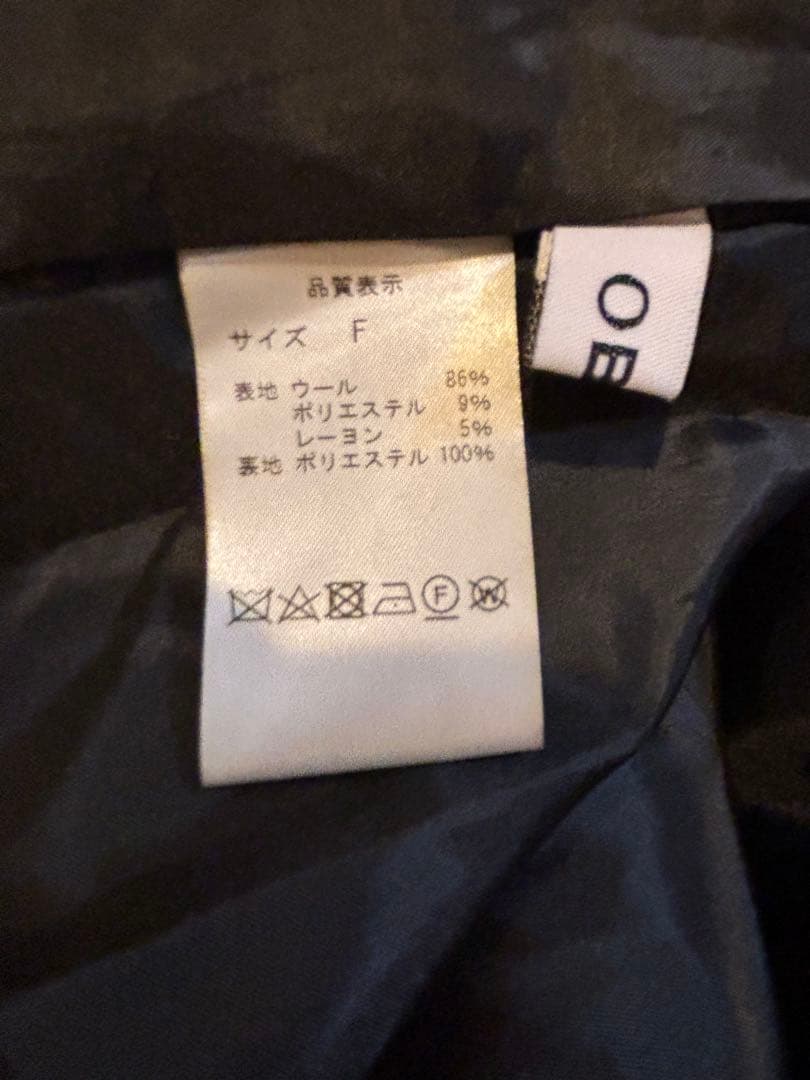 品質表示
サイズ F
表地 ウール 86%
ポリエステル 9%
レーヨン 5%
裏地 ポリエステル 100%
F W
OB